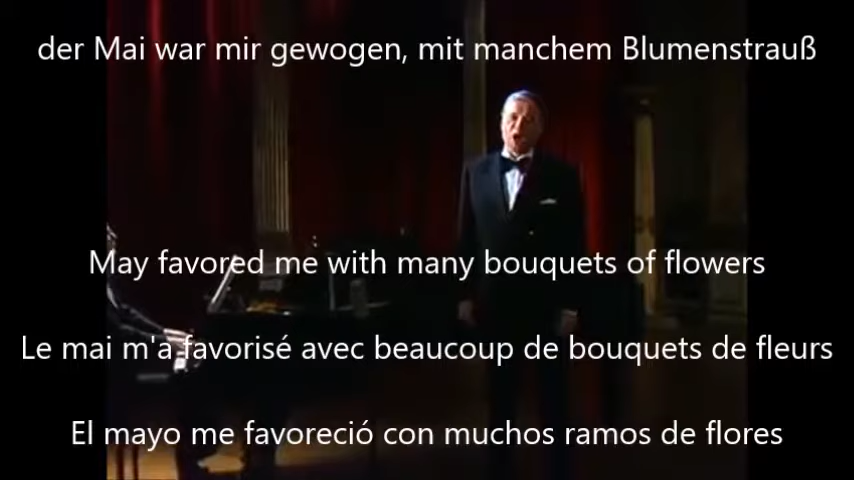 der Mai war mir gewogen, mit manchem Blumenstrauß
May favored me with many bouquets of flowers
Le mai m'a favorisé avec beaucoup de bouquets de fleurs
El mayo me favoreció con muchos ramos de flores